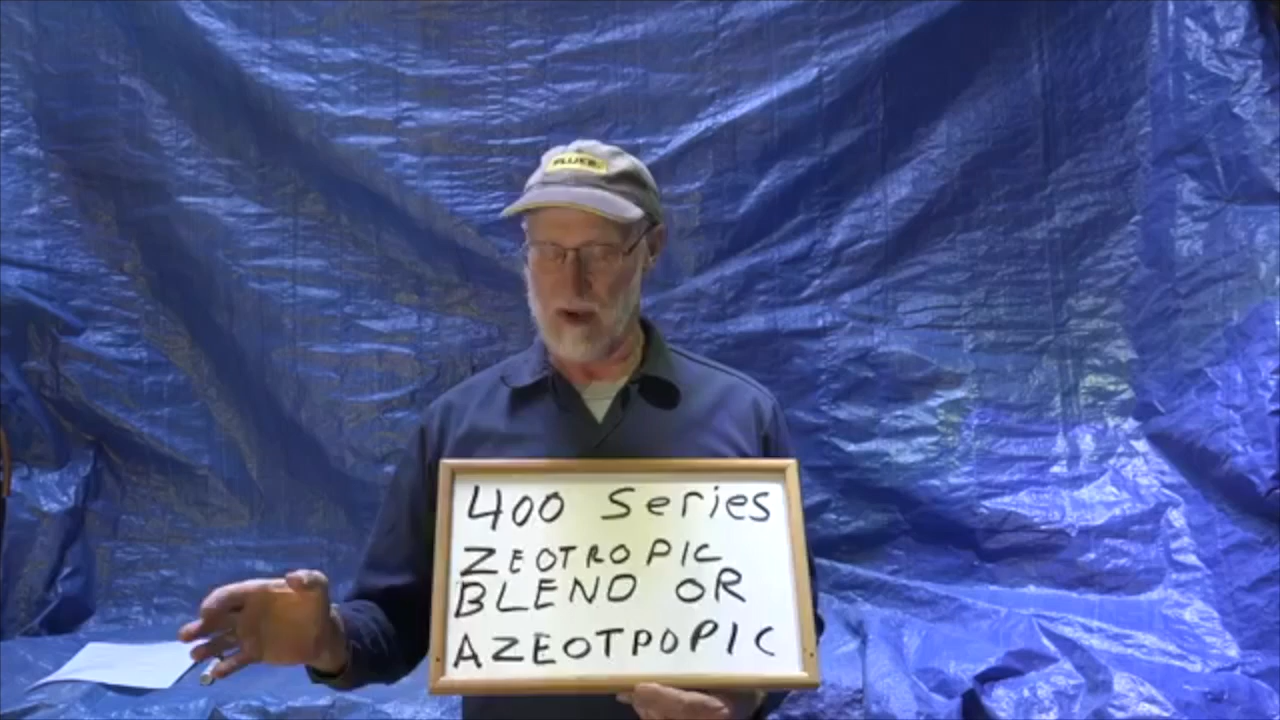 FLUKE
400 Series
ZEOTROPIC
BLEND OR
AZEOTPOPIC